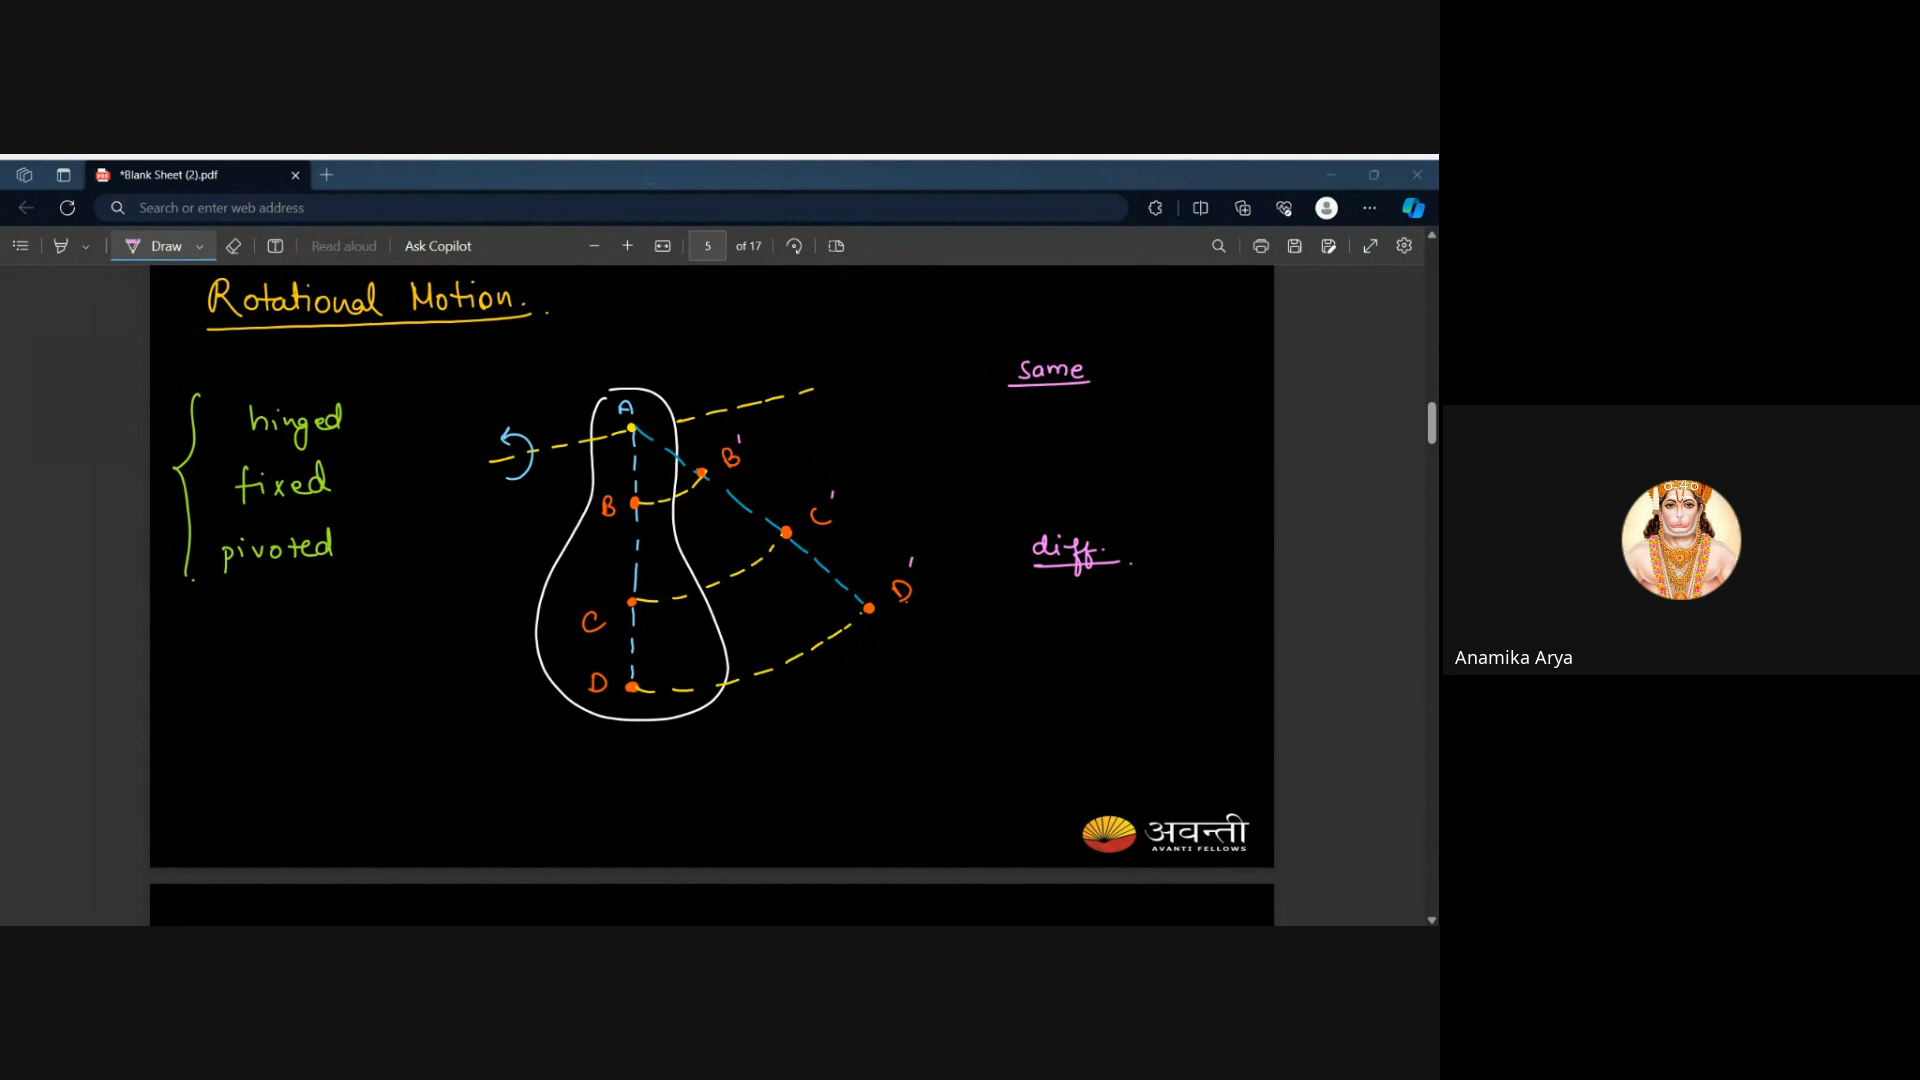 *Blank Sheet (2).pdf
Search or enter web address
Draw
Read aloud
Ask Copilot
5 of 17
Rotational Motion.
Same
A
hinged
B'
fixed
B
C'
pivoted
diff.
D'
C
D
अवन्ती
AVANTI FELLOWS
Anamika Arya